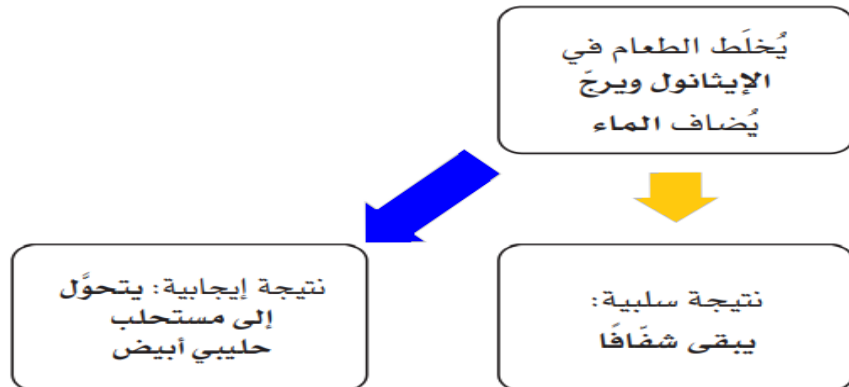 يُخلَط الطعام في
الإيثانول ويرجّ
يُضاف الماء
نتيجة سلبية:
يبقى شفّافًا
نتيجة إيجابية: يتحوَّل
إلى مستحلب
حليبي أبيض